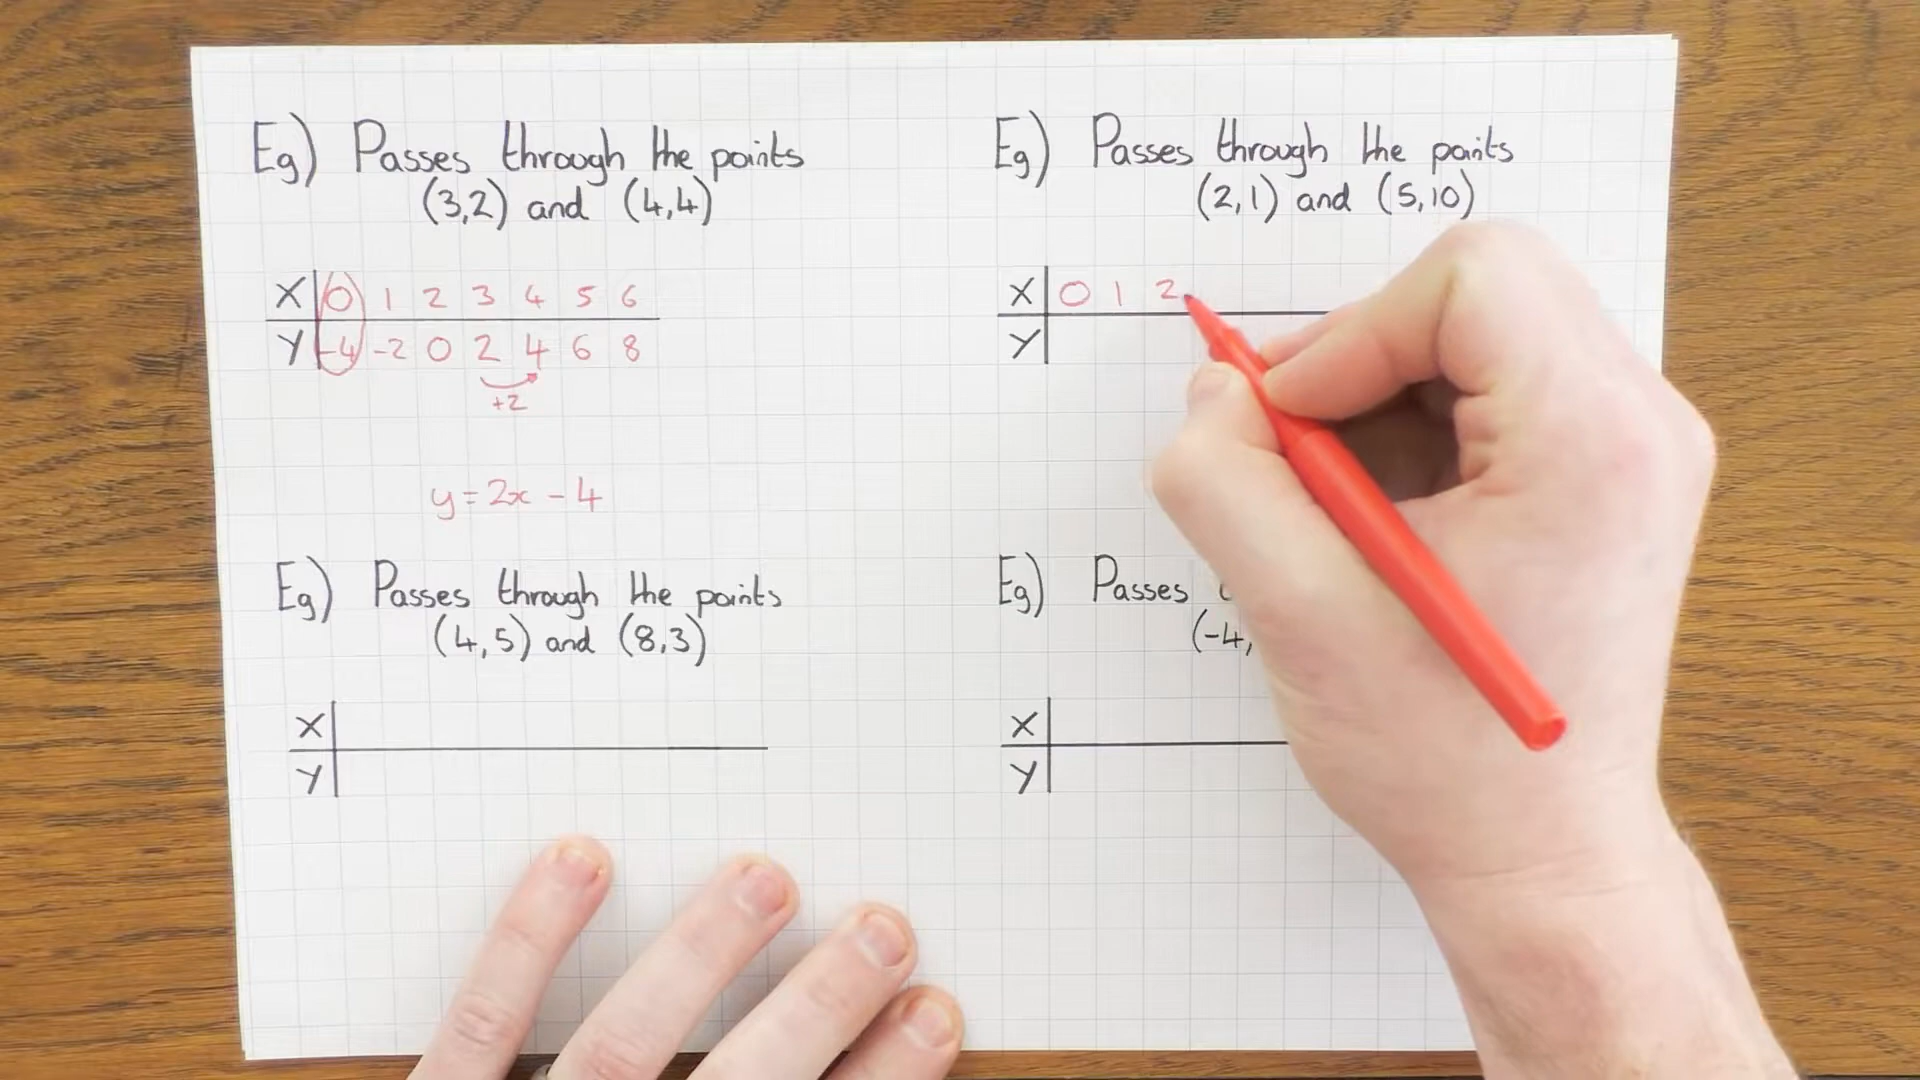 Eg) Passes through the points
(3,2) and (4,4)
X 0 1 2 3 4 5 6
Y -4 -2 0 2 4 6 8
+2
y = 2x - 4
Eg) Passes through the points
(2,1) and (5,10)
X 0 1 2
Y
Eg) Passes through the points
(4,5) and (8,3)
X
Y
Eg) Passes
(-4,
X
Y